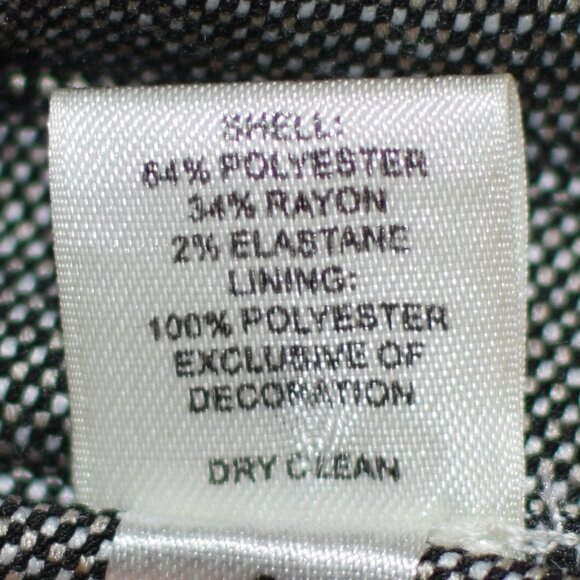 SHELL:
64% POLYESTER
34% RAYON
2% ELASTANE
LINING:
100% POLYESTER
EXCLUSIVE OF
DECORATION
DRY CLEAN